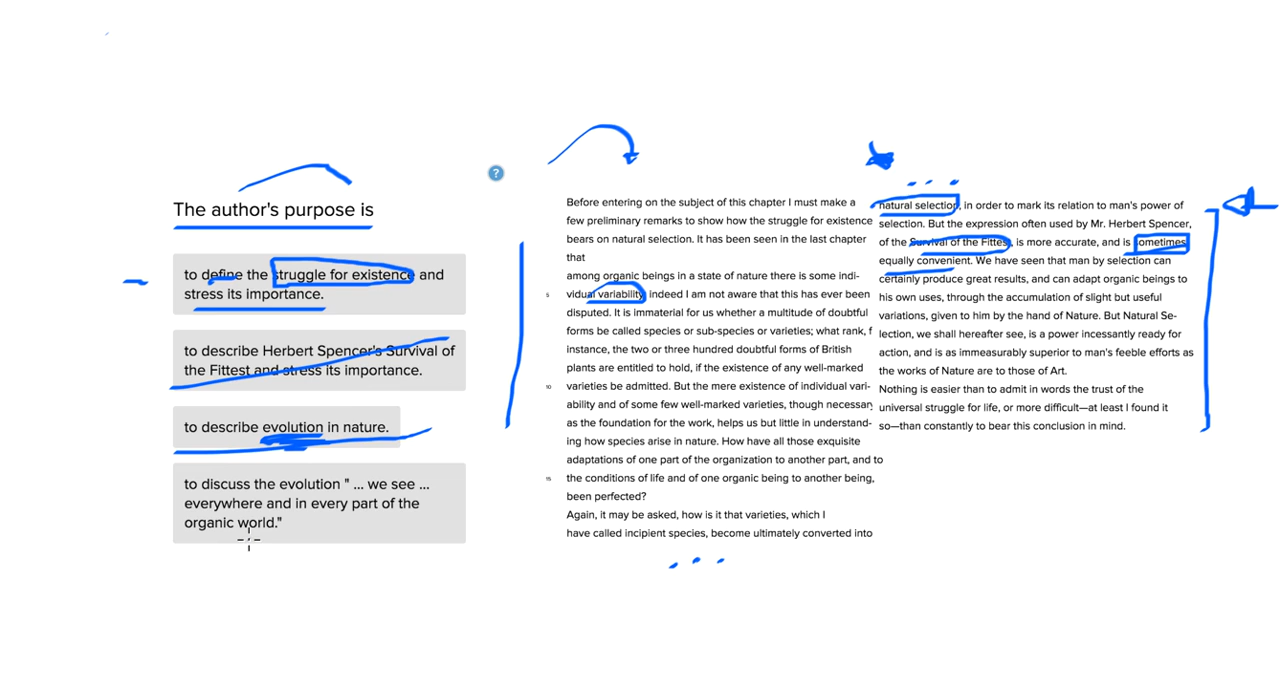 ?
The author's purpose is
to define the struggle for existence and
stress its importance.
to describe Herbert Spencer's Survival of
the Fittest and stress its importance.
to describe evolution in nature.
to discuss the evolution " ... we see ...
everywhere and in every part of the
organic world."
Before entering on the subject of this chapter I must make a
few preliminary remarks to show how the struggle for existence
bears on natural selection. It has been seen in the last chapter
that
among organic beings in a state of nature there is some indi-
5 vidual variability; indeed I am not aware that this has ever been
disputed. It is immaterial for us whether a multitude of doubtful
forms be called species or sub-species or varieties; what rank, f
instance, the two or three hundred doubtful forms of British
plants are entitled to hold, if the existence of any well-marked
10 varieties be admitted. But the mere existence of individual vari-
ability and of some few well-marked varieties, though necessary
as the foundation for the work, helps us but little in understand-
ing how species arise in nature. How have all those exquisite
adaptations of one part of the organization to another part, and to
15 the conditions of life and of one organic being to another being,
been perfected?
Again, it may be asked, how is it that varieties, which I
have called incipient species, become ultimately converted into
natural selection, in order to mark its relation to man's power of
selection. But the expression often used by Mr. Herbert Spencer,
of the Survival of the Fittest, is more accurate, and is sometimes
equally convenient. We have seen that man by selection can
certainly produce great results, and can adapt organic beings to
his own uses, through the accumulation of slight but useful
variations, given to him by the hand of Nature. But Natural Se-
lection, we shall hereafter see, is a power incessantly ready for
action, and is as immeasurably superior to man's feeble efforts as
the works of Nature are to those of Art.
Nothing is easier than to admit in words the trust of the
universal struggle for life, or more difficult—at least I found it
so—than constantly to bear this conclusion in mind.